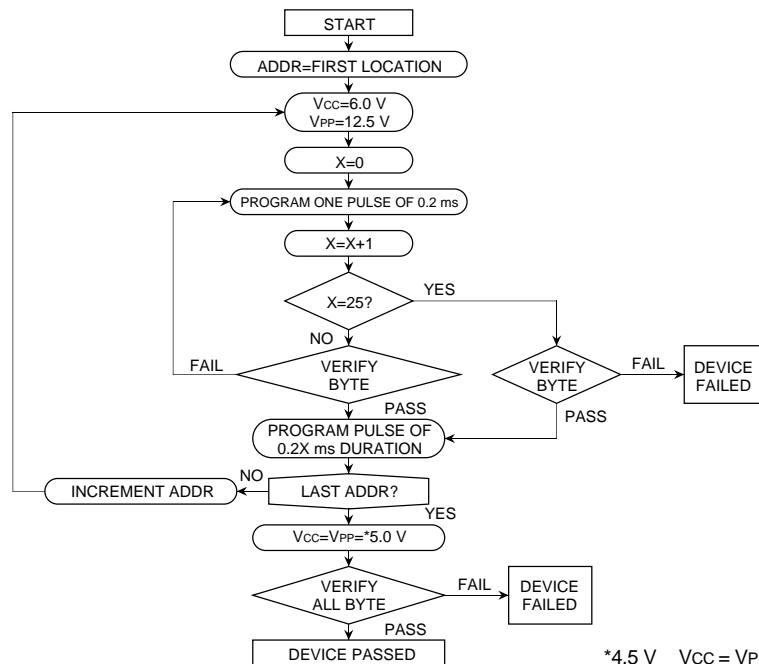 START
ADDR=FIRST LOCATION
VCC=6.0 V
VPP=12.5 V
X=0
PROGRAM ONE PULSE OF 0.2 ms
X=X+1
X=25?
YES
NO
VERIFY
BYTE
FAIL
PASS
VERIFY
BYTE
FAIL
PASS
DEVICE
FAILED
PROGRAM PULSE OF
0.2X ms DURATION
INCREMENT ADDR
NO
LAST ADDR?
YES
VCC=VPP=*5.0 V
VERIFY
ALL BYTE
FAIL
DEVICE
FAILED
PASS
DEVICE PASSED
*4.5 V VCC = VP